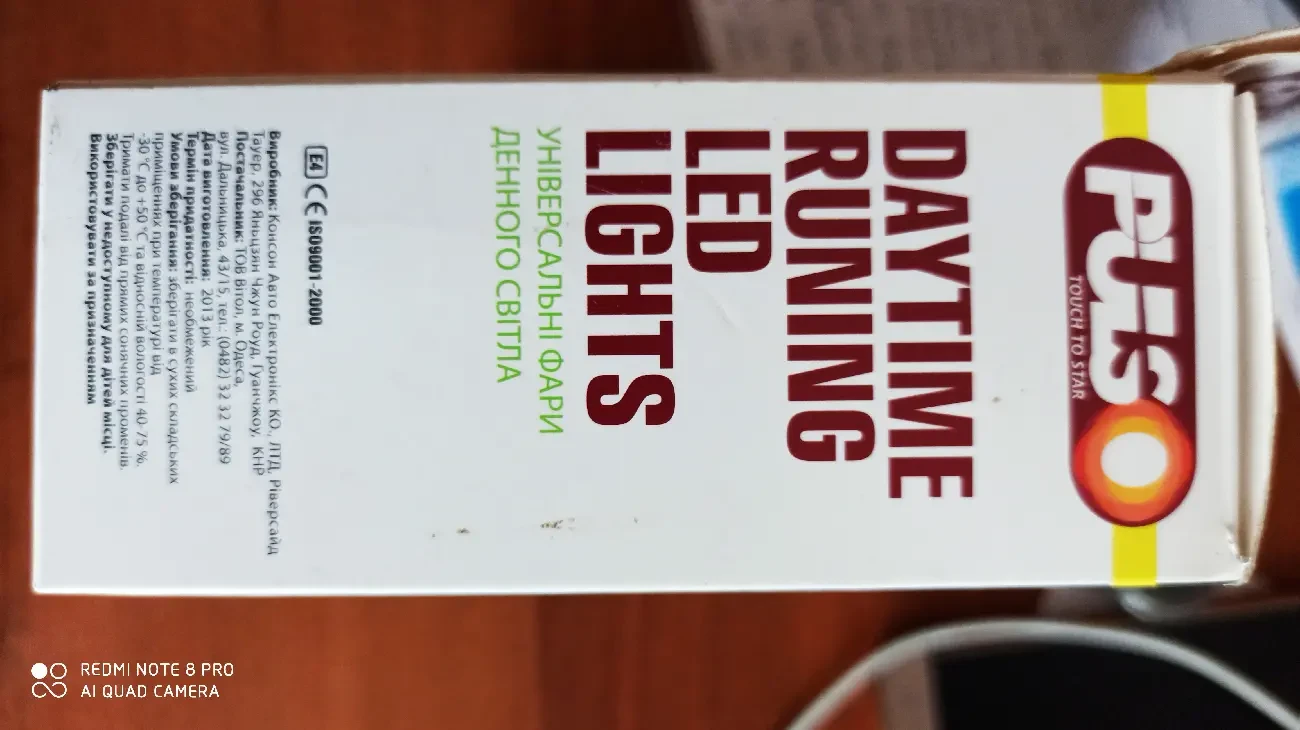 PULSO
TOUCH TO STAR
DAYTIME
RUNNING
LED
LIGHTS
УНІВЕРСАЛЬНІ ФАРИ
ДЕННОГО СВІТЛА
E4 CE ISO9001-2000
Виробник: Консон Авто Електронікс КО., ЛТД, Ріверсайд
Тауер, 296 Яньцзян Чжун Роуд, Гуанчжоу, КНР
Постачальник: ТОВ Вітол, м. Одеса,
вул. Дальницька, 43/15, тел.: (0482) 32 32 79/89
Дата виготовлення: 2013 рік
Термін придатності: необмежений
Умови зберігання: зберігати в сухих складських
приміщеннях при температурі від
-30 °C до +50 °C та відносній вологості 40-75 %.
Тримати подалі від прямих сонячних променів.
Зберігати у недоступному для дітей місці.
Використовувати за призначенням
REDMI NOTE 8 PRO
AI QUAD CAMERA